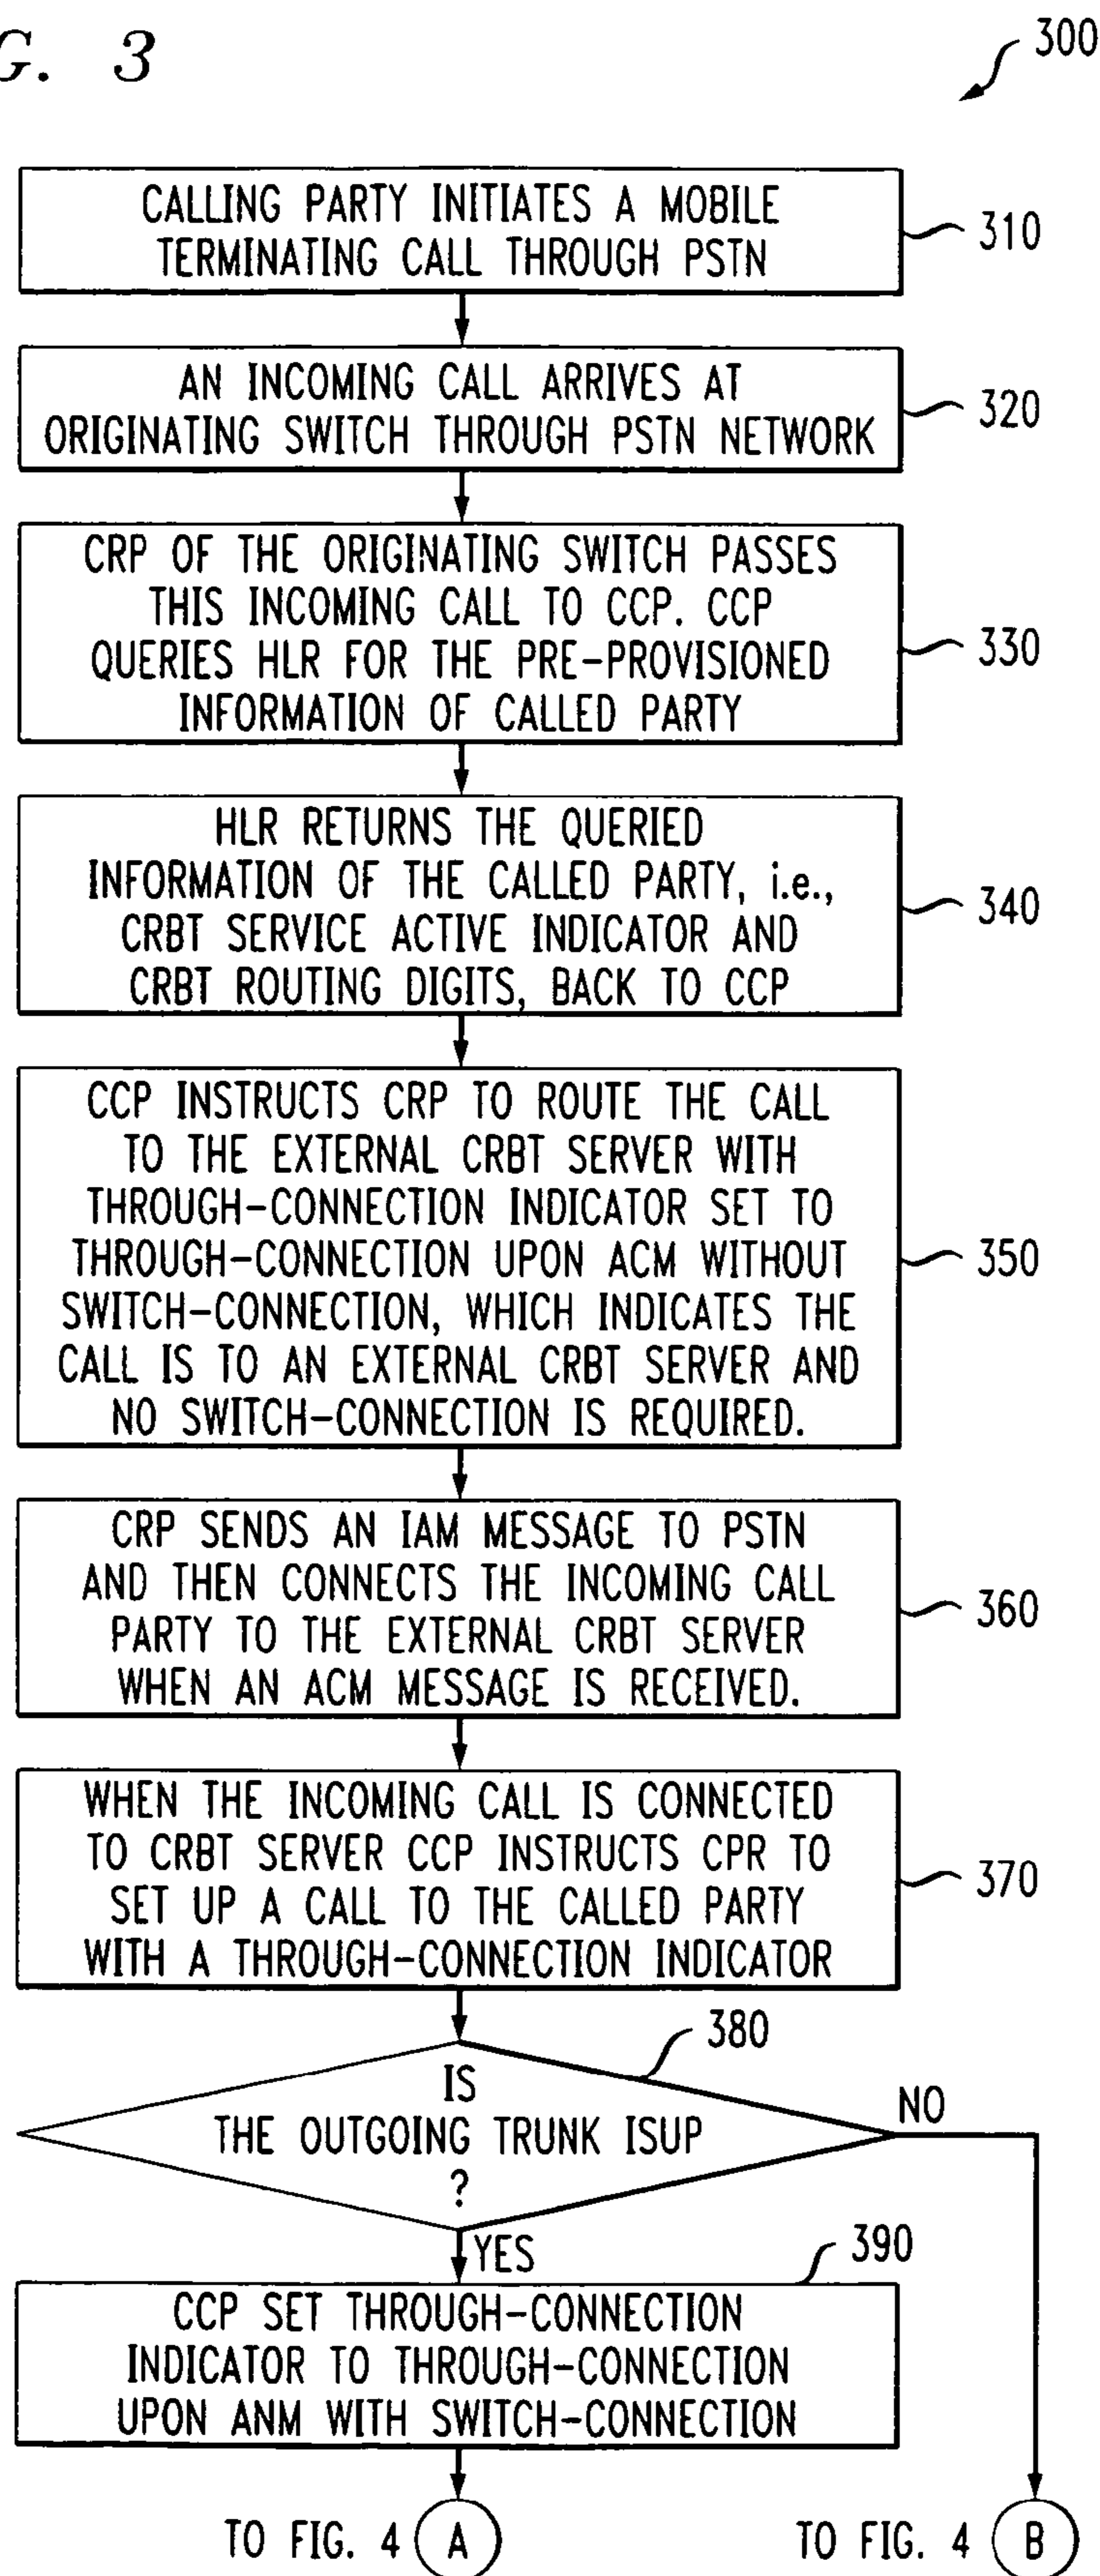 G. 3
300
CALLING PARTY INITIATES A MOBILE
TERMINATING CALL THROUGH PSTN
310
AN INCOMING CALL ARRIVES AT
ORIGINATING SWITCH THROUGH PSTN NETWORK
320
CRP OF THE ORIGINATING SWITCH PASSES
THIS INCOMING CALL TO CCP. CCP
QUERIES HLR FOR THE PRE-PROVISIONED
INFORMATION OF CALLED PARTY
330
HLR RETURNS THE QUERIED
INFORMATION OF THE CALLED PARTY, i.e.,
CRBT SERVICE ACTIVE INDICATOR AND
CRBT ROUTING DIGITS, BACK TO CCP
340
CCP INSTRUCTS CRP TO ROUTE THE CALL
TO THE EXTERNAL CRBT SERVER WITH
THROUGH-CONNECTION INDICATOR SET TO
THROUGH-CONNECTION UPON ACM WITHOUT
SWITCH-CONNECTION, WHICH INDICATES THE
CALL IS TO AN EXTERNAL CRBT SERVER AND
NO SWITCH-CONNECTION IS REQUIRED.
350
CRP SENDS AN IAM MESSAGE TO PSTN
AND THEN CONNECTS THE INCOMING CALL
PARTY TO THE EXTERNAL CRBT SERVER
WHEN AN ACM MESSAGE IS RECEIVED.
360
WHEN THE INCOMING CALL IS CONNECTED
TO CRBT SERVER CCP INSTRUCTS CPR TO
SET UP A CALL TO THE CALLED PARTY
WITH A THROUGH-CONNECTION INDICATOR
370
380
IS
THE OUTGOING TRUNK ISUP
?
NO
YES
390
CCP SET THROUGH-CONNECTION
INDICATOR TO THROUGH-CONNECTION
UPON ANM WITH SWITCH-CONNECTION
TO FIG. 4 A
TO FIG. 4 B